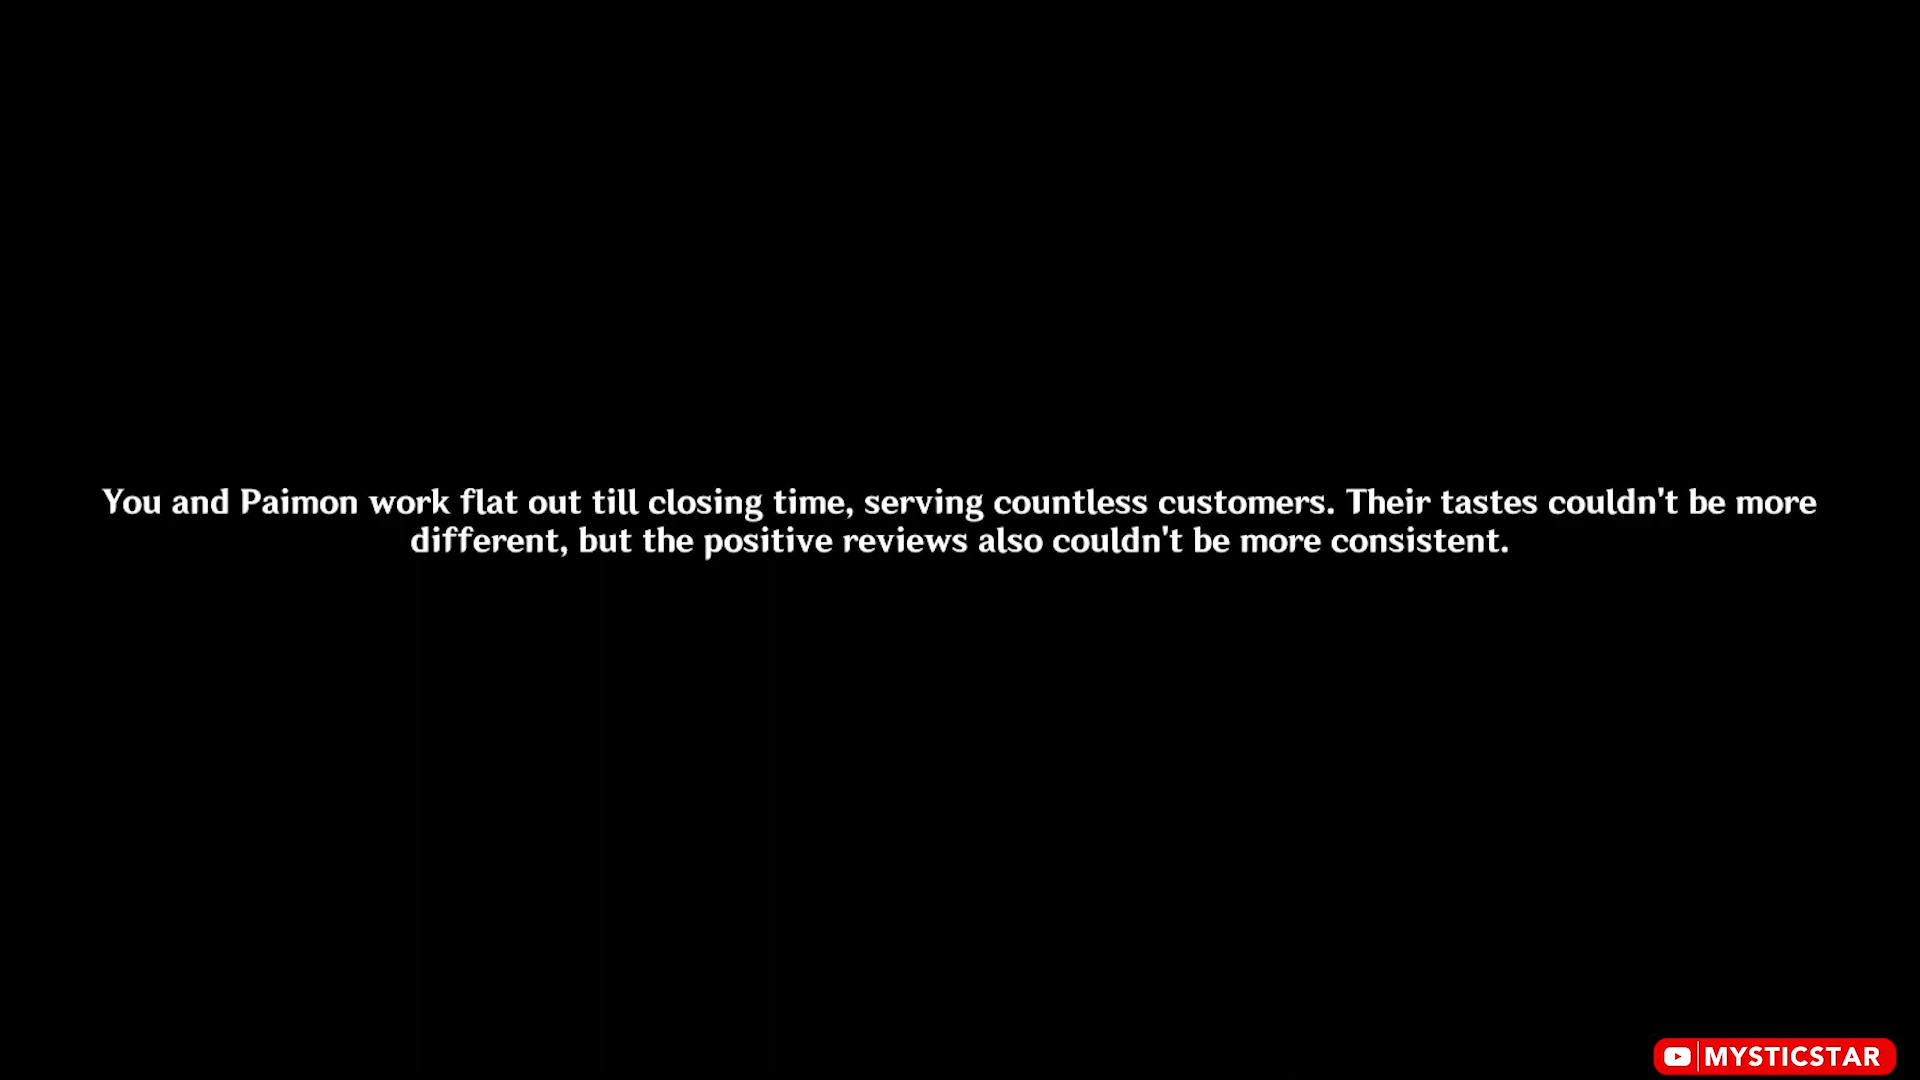 You and Paimon work flat out till closing time, serving countless customers. Their tastes couldn't be more
different, but the positive reviews also couldn't be more consistent.
MYSTICSTAR